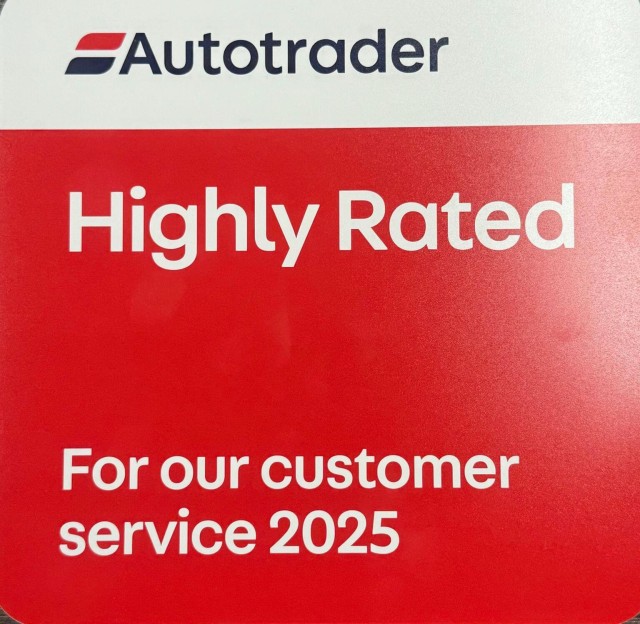 Autotrader
Highly Rated
For our customer
service 2025